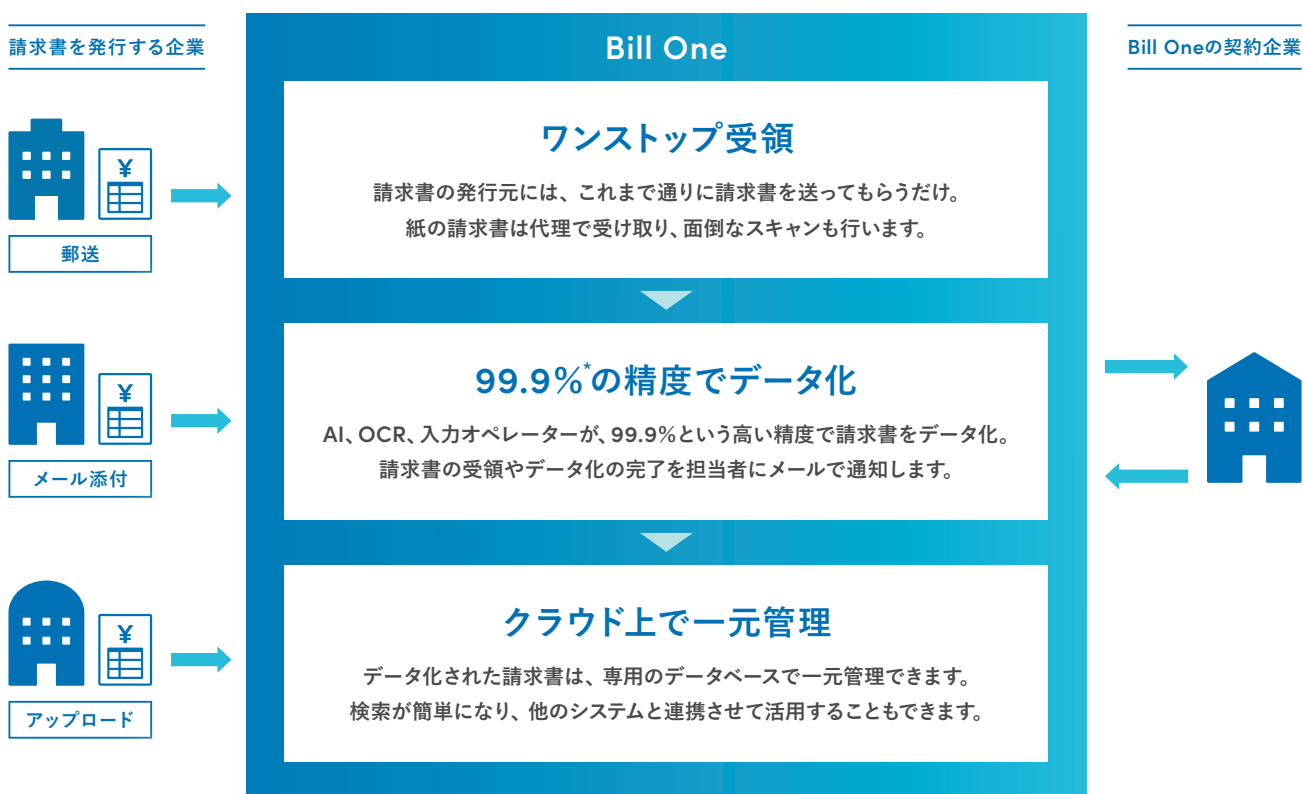 請求書を発行する企業
Bill One
Bill Oneの契約企業
¥
郵送
¥
メール添付
¥
アップロード
ワンストップ受領
請求書の発行元には、これまで通りに請求書を送ってもらうだけ。
紙の請求書は代理で受け取り、面倒なスキャンも行います。
99.9%*の精度でデータ化
AI、OCR、入力オペレーターが、99.9%という高い精度で請求書をデータ化。
請求書の受領やデータ化の完了を担当者にメールで通知します。
クラウド上で一元管理
データ化された請求書は、専用のデータベースで一元管理できます。
検索が簡単になり、他のシステムと連携させて活用することもできます。